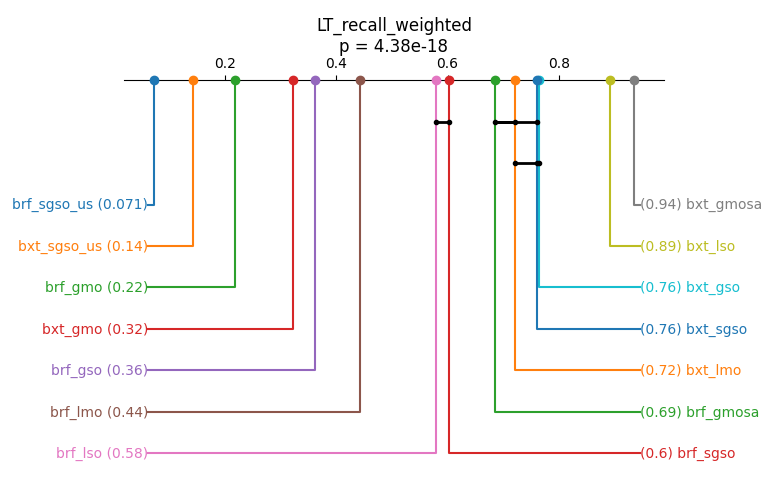 LT_recall_weighted
p = 4.38e-18
0.2 0.4 0.6 0.8
brf_sgso_us (0.071) (0.94) bxt_gmosa
bxt_sgso_us (0.14) (0.89) bxt_lso
brf_gmo (0.22) (0.76) bxt_gso
bxt_gmo (0.32) (0.76) bxt_sgso
brf_gso (0.36) (0.72) bxt_lmo
brf_lmo (0.44) (0.69) brf_gmosa
brf_lso (0.58) (0.6) brf_sgso